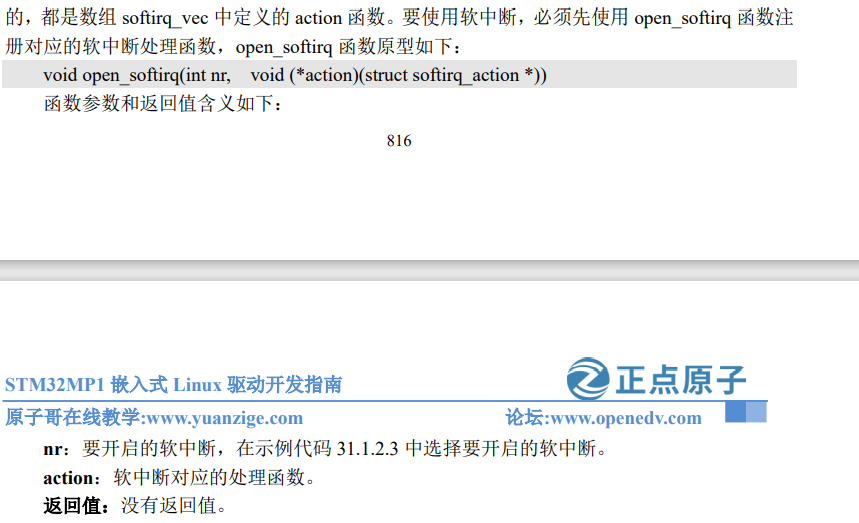 的，都是数组 softirq_vec 中定义的 action 函数。要使用软中断，必须先使用 open_softirq 函数注
册对应的软中断处理函数，open_softirq 函数原型如下：
void open_softirq(int nr,    void (*action)(struct softirq_action *))
函数参数和返回值含义如下：
816
正点原子
STM32MP1 嵌入式 Linux 驱动开发指南
原子哥在线教学:www.yuanzige.com    论坛:www.openedv.com
nr：要开启的软中断，在示例代码 31.1.2.3 中选择要开启的软中断。
action：软中断对应的处理函数。
返回值：没有返回值。